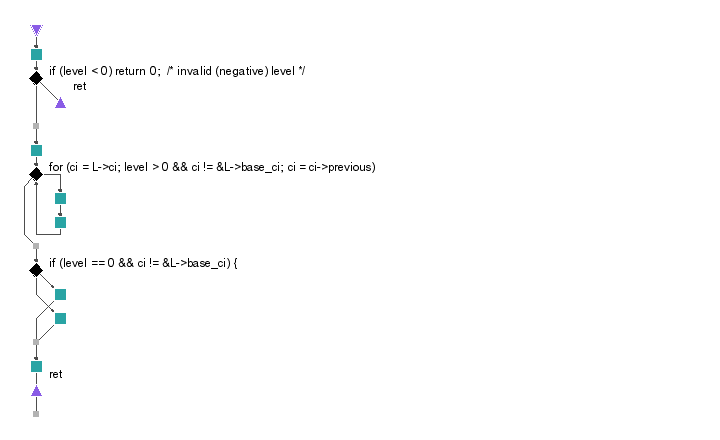 if (level < 0) return 0;  /* invalid (negative) level */
ret
for (ci = L->ci; level > 0 && ci != &L->base_ci; ci = ci->previous)
if (level == 0 && ci != &L->base_ci) {
ret